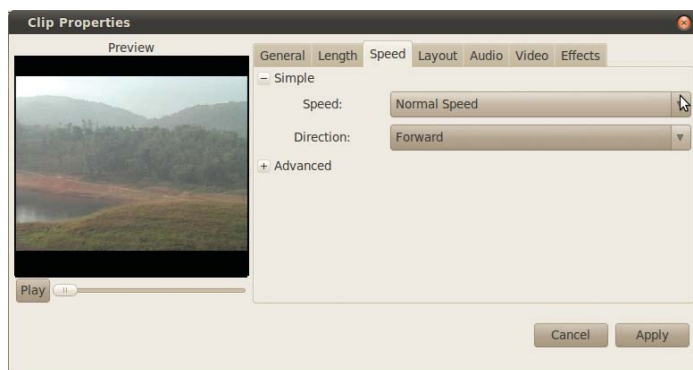 Clip Properties
Preview
General Length Speed Layout Audio Video Effects
Simple
Speed: Normal Speed
Direction: Forward
Advanced
Play
Cancel Apply